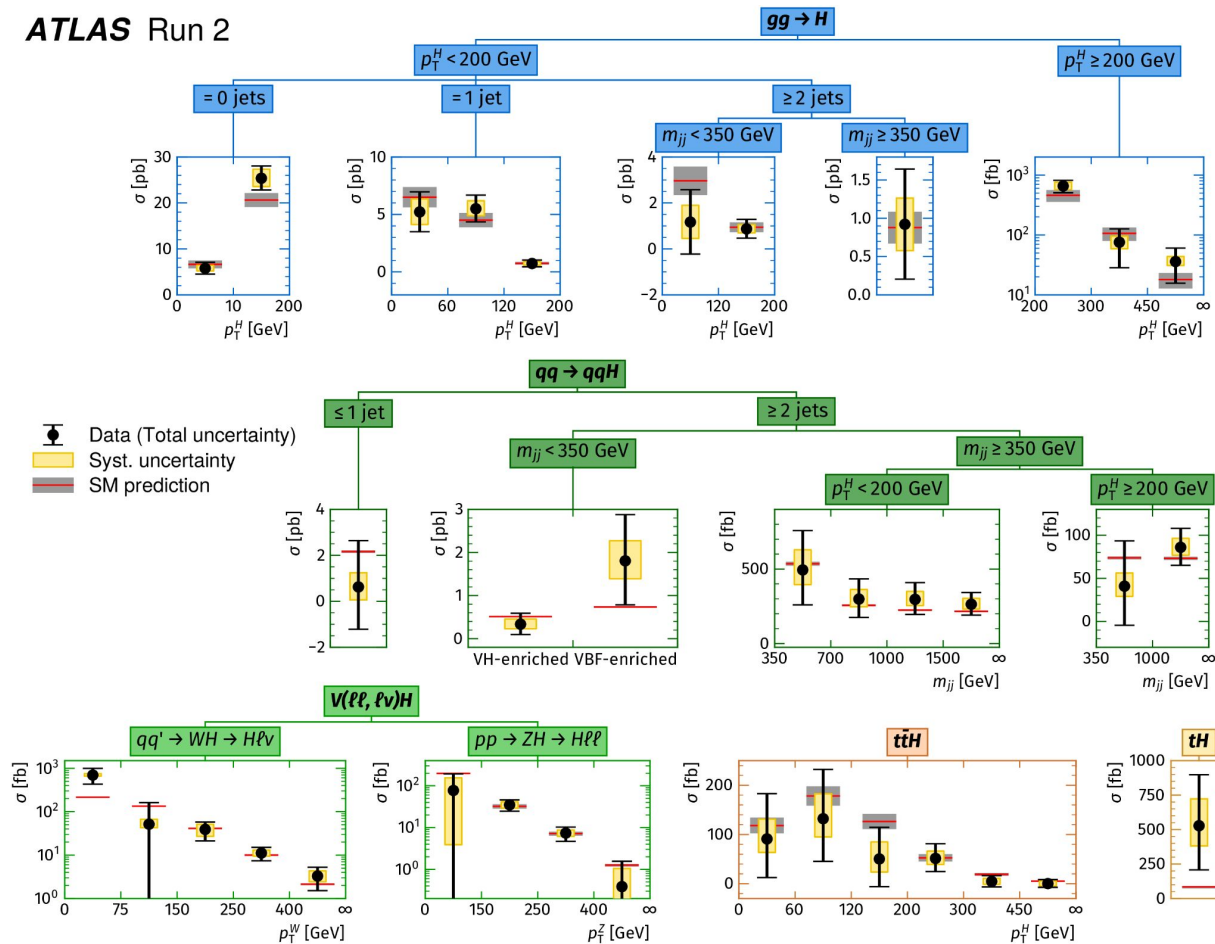 ATLAS Run 2
gg → H
p_T^H < 200 GeV
p_T^H ≥ 200 GeV
= 0 jets
= 1 jet
≥ 2 jets
m_jj < 350 GeV
m_jj ≥ 350 GeV
σ [pb]
30
20
10
0
0 10 200
p_T^H [GeV]
σ [pb]
10
5
0
0 60 120 200
p_T^H [GeV]
σ [pb]
4
2
0
−2
0 120 200
p_T^H [GeV]
σ [pb]
1.5
1.0
0.5
0.0
σ [fb]
10^3
10^2
10^1
200 300 450 ∞
p_T^H [GeV]
qq → qqH
≤ 1 jet
≥ 2 jets
m_jj < 350 GeV
m_jj ≥ 350 GeV
p_T^H < 200 GeV
p_T^H ≥ 200 GeV
Data (Total uncertainty)
Syst. uncertainty
SM prediction
σ [pb]
4
2
0
−2
σ [pb]
3
2
1
0
VH-enriched VBF-enriched
σ [fb]
500
0
350 700 1000 1500 ∞
m_jj [GeV]
σ [fb]
100
50
0
350 1000 ∞
m_jj [GeV]
V(ℓℓ, ℓν)H
qq' → WH → Hℓν
pp → ZH → Hℓℓ
tt̄H
tH
σ [fb]
10^3
10^2
10^1
10^0
0 75 150 250 400 ∞
p_T^W [GeV]
σ [fb]
10^2
10^1
10^0
0 75 150 250 400 ∞
p_T^Z [GeV]
σ [fb]
200
100
0
0 60 120 200 300 450 ∞
p_T^H [GeV]
σ [fb]
1000
750
500
250
0